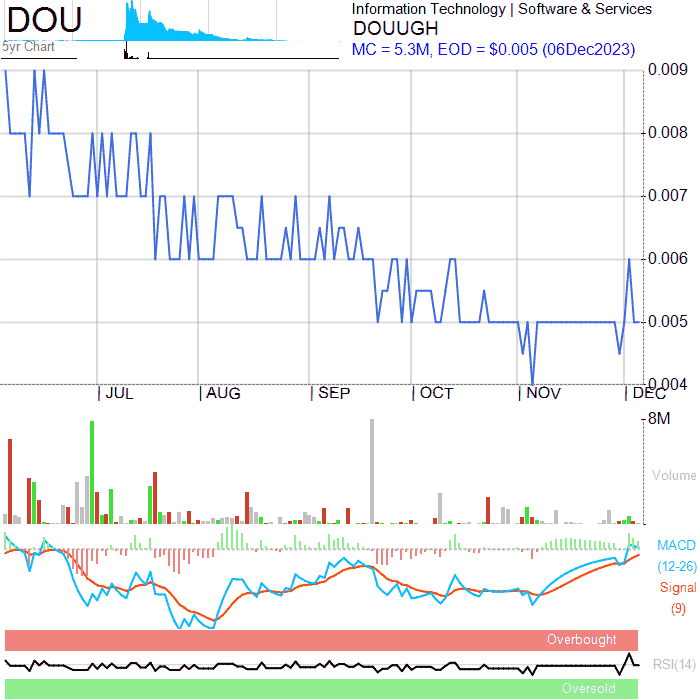 DOU
5yr Chart
Information Technology | Software & Services
DOUUGH
MC = 5.3M, EOD = $0.005 (06Dec2023)
0.009
0.008
0.007
0.006
0.005
0.004
JUL AUG SEP OCT NOV DEC
8M
Volume
MACD
(12-26)
Signal
(9)
Overbought
RSI(14)
Oversold